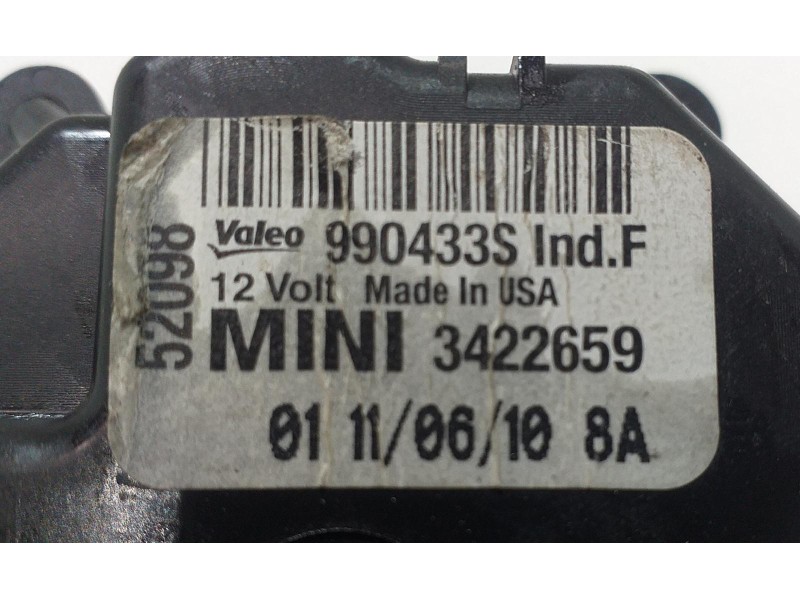 Valeo 990433S Ind.F
12 Volt Made In USA
MINI 3422659
01 11/06/10 8A
52098